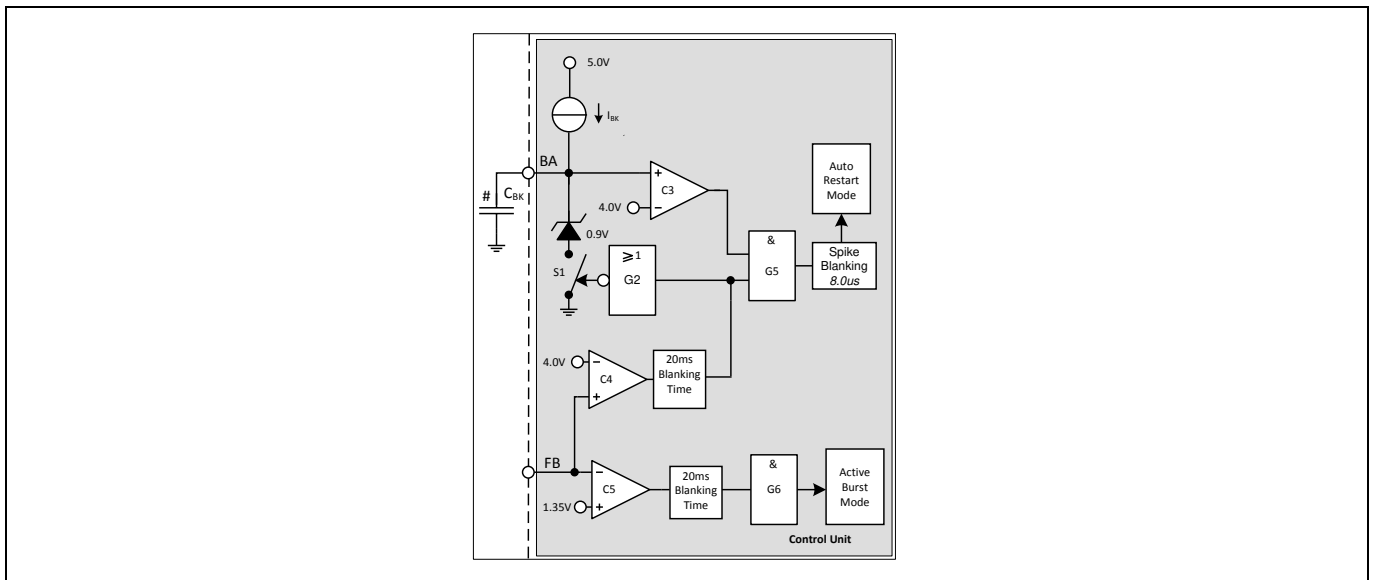 5.0V
I_BK
BA
# C_BK
+
C3
4.0V
−
0.9V
S1
≥1
G2
&
G5
Auto
Restart
Mode
Spike
Blanking
8.0us
4.0V
−
C4
+
20ms
Blanking
Time
FB
−
C5
1.35V
+
20ms
Blanking
Time
&
G6
Active
Burst
Mode
Control Unit